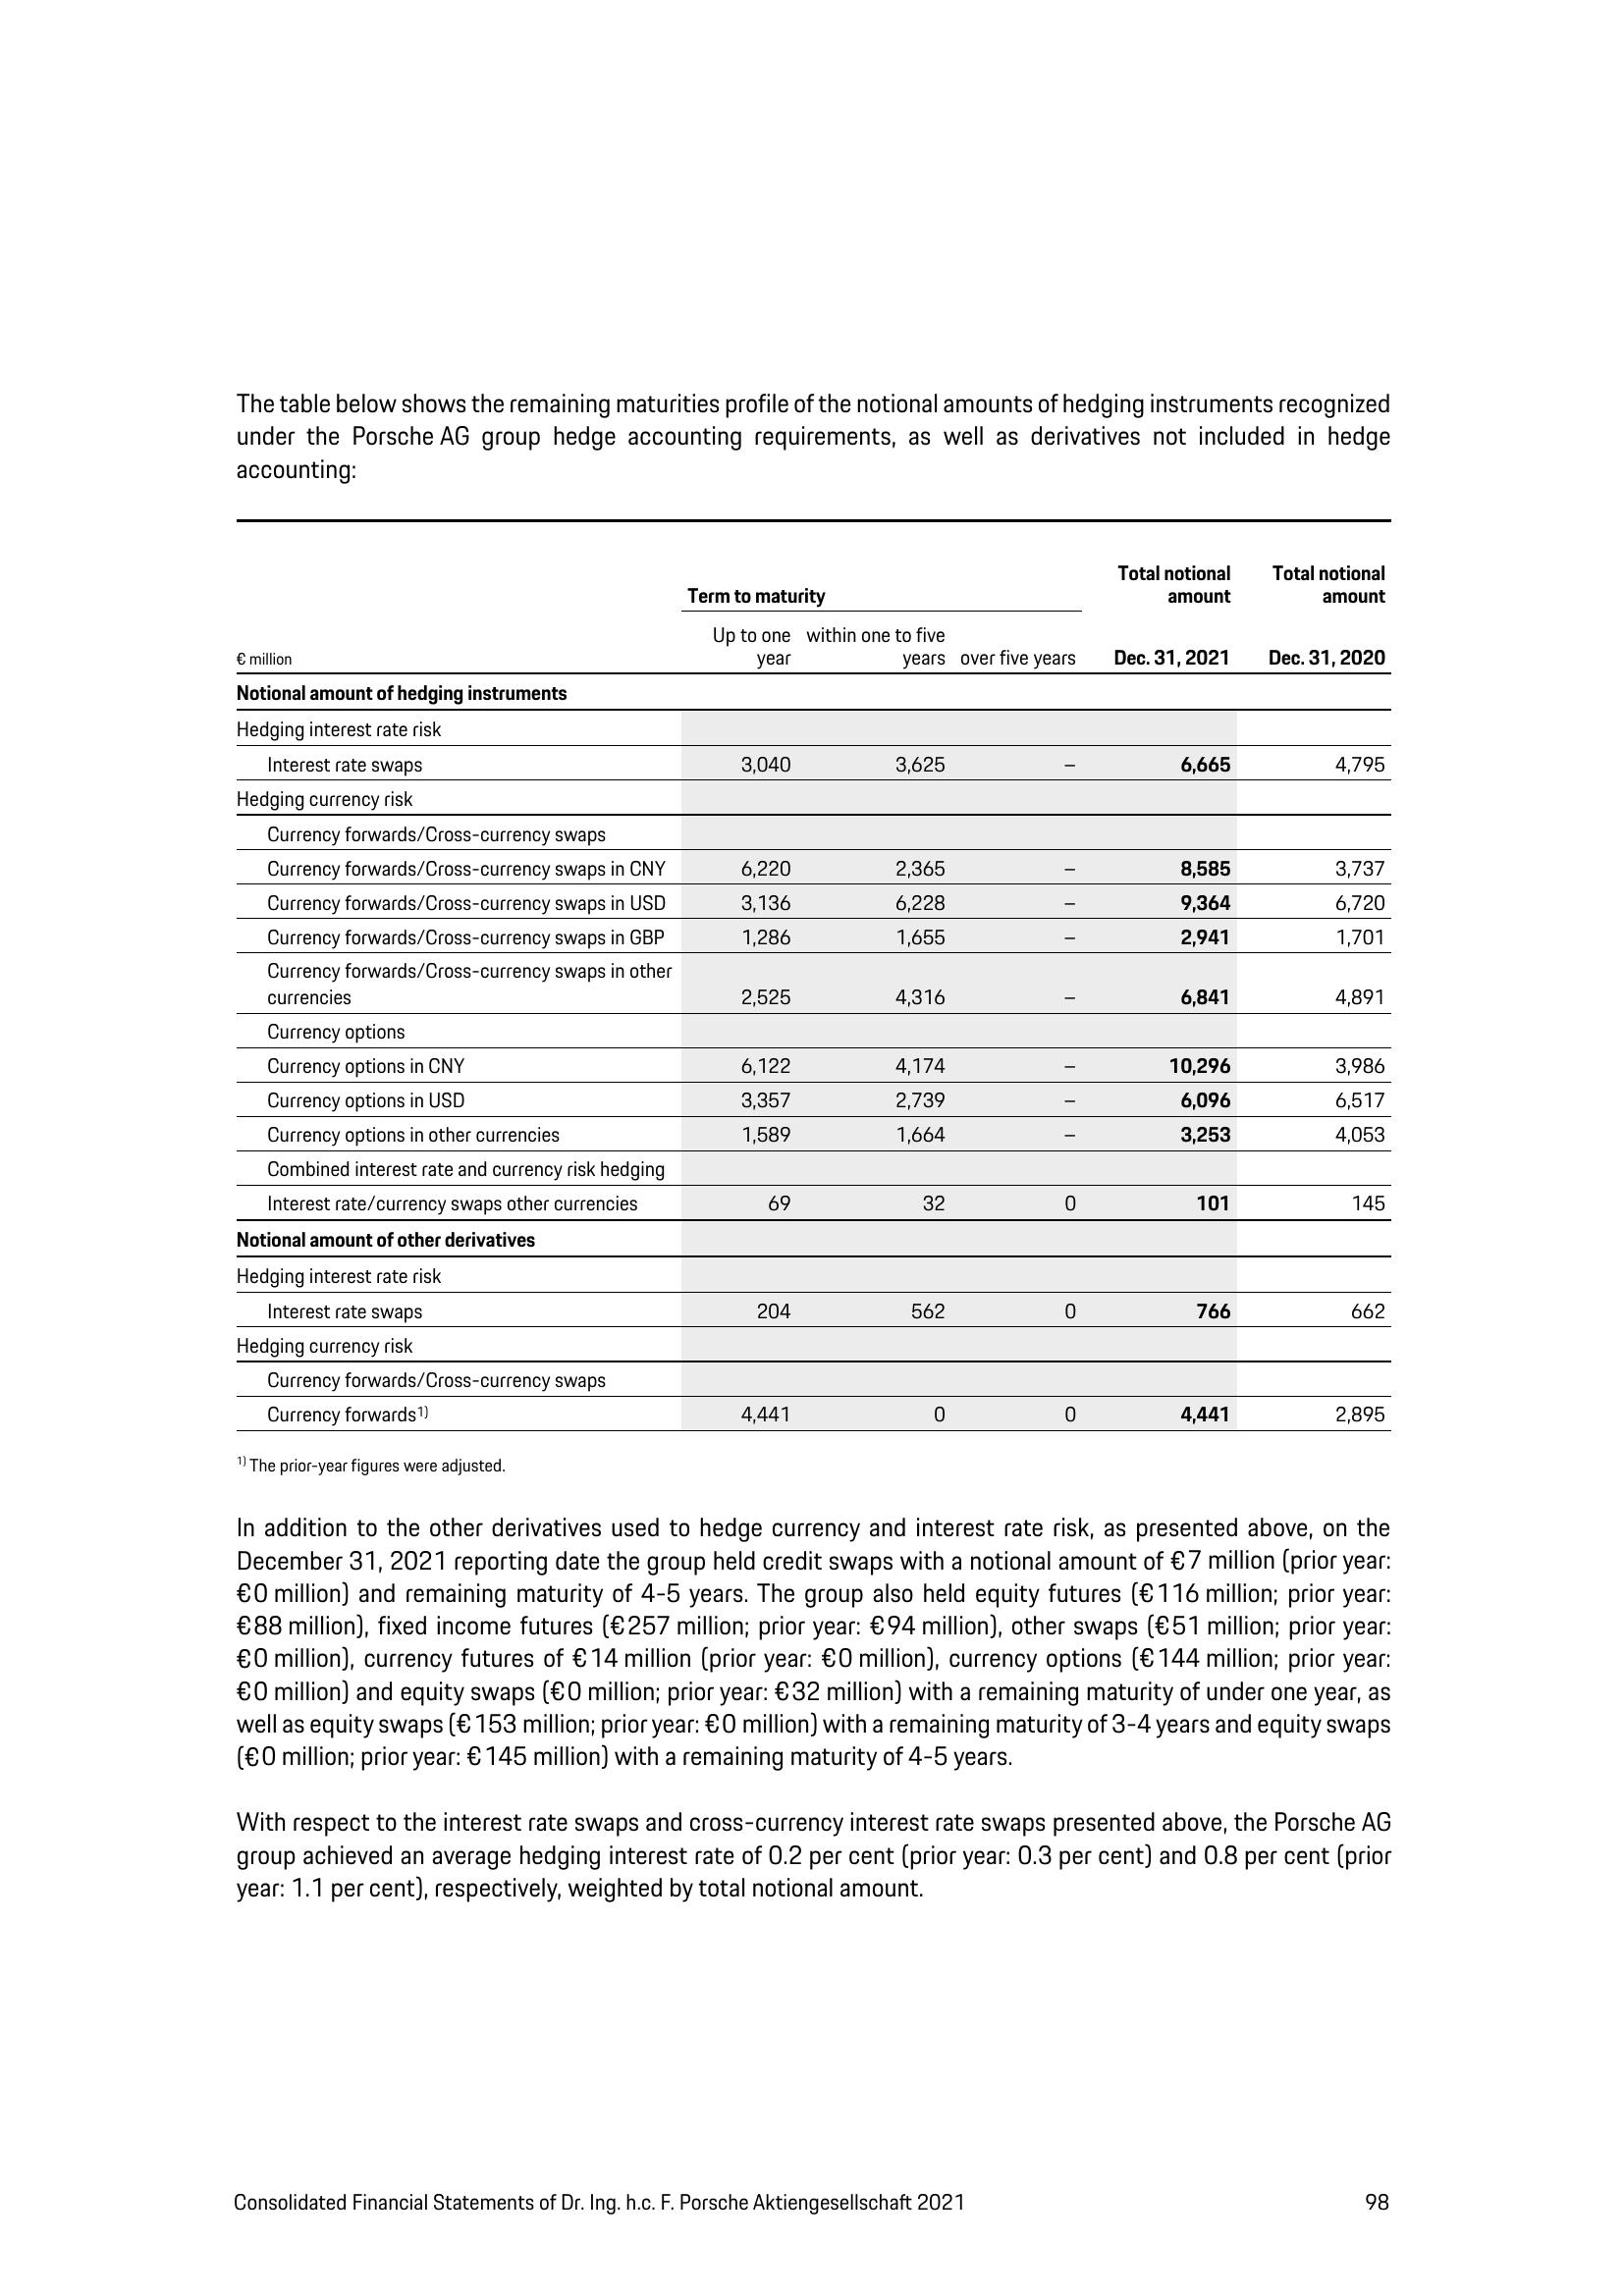 The table below shows the remaining maturities profile of the notional amounts of hedging instruments recognized
under the Porsche AG group hedge accounting requirements, as well as derivatives not included in hedge
accounting:
Total notional Total notional
Term to maturity amount amount
Up to one within one to five
€ million year years over five years Dec. 31, 2021 Dec. 31, 2020
Notional amount of hedging instruments
Hedging interest rate risk
Interest rate swaps 3,040 3,625 – 6,665 4,795
Hedging currency risk
Currency forwards/Cross-currency swaps
Currency forwards/Cross-currency swaps in CNY 6,220 2,365 – 8,585 3,737
Currency forwards/Cross-currency swaps in USD 3,136 6,228 – 9,364 6,720
Currency forwards/Cross-currency swaps in GBP 1,286 1,655 – 2,941 1,701
Currency forwards/Cross-currency swaps in other
currencies 2,525 4,316 – 6,841 4,891
Currency options
Currency options in CNY 6,122 4,174 – 10,296 3,986
Currency options in USD 3,357 2,739 – 6,096 6,517
Currency options in other currencies 1,589 1,664 – 3,253 4,053
Combined interest rate and currency risk hedging
Interest rate/currency swaps other currencies 69 32 0 101 145
Notional amount of other derivatives
Hedging interest rate risk
Interest rate swaps 204 562 0 766 662
Hedging currency risk
Currency forwards/Cross-currency swaps
Currency forwards1) 4,441 0 0 4,441 2,895
1) The prior-year figures were adjusted.
In addition to the other derivatives used to hedge currency and interest rate risk, as presented above, on the
December 31, 2021 reporting date the group held credit swaps with a notional amount of €7 million (prior year:
€0 million) and remaining maturity of 4-5 years. The group also held equity futures (€116 million; prior year:
€88 million), fixed income futures (€257 million; prior year: €94 million), other swaps (€51 million; prior year:
€0 million), currency futures of €14 million (prior year: €0 million), currency options (€144 million; prior year:
€0 million) and equity swaps (€0 million; prior year: €32 million) with a remaining maturity of under one year, as
well as equity swaps (€153 million; prior year: €0 million) with a remaining maturity of 3-4 years and equity swaps
(€0 million; prior year: €145 million) with a remaining maturity of 4-5 years.
With respect to the interest rate swaps and cross-currency interest rate swaps presented above, the Porsche AG
group achieved an average hedging interest rate of 0.2 per cent (prior year: 0.3 per cent) and 0.8 per cent (prior
year: 1.1 per cent), respectively, weighted by total notional amount.
Consolidated Financial Statements of Dr. Ing. h.c. F. Porsche Aktiengesellschaft 2021 98